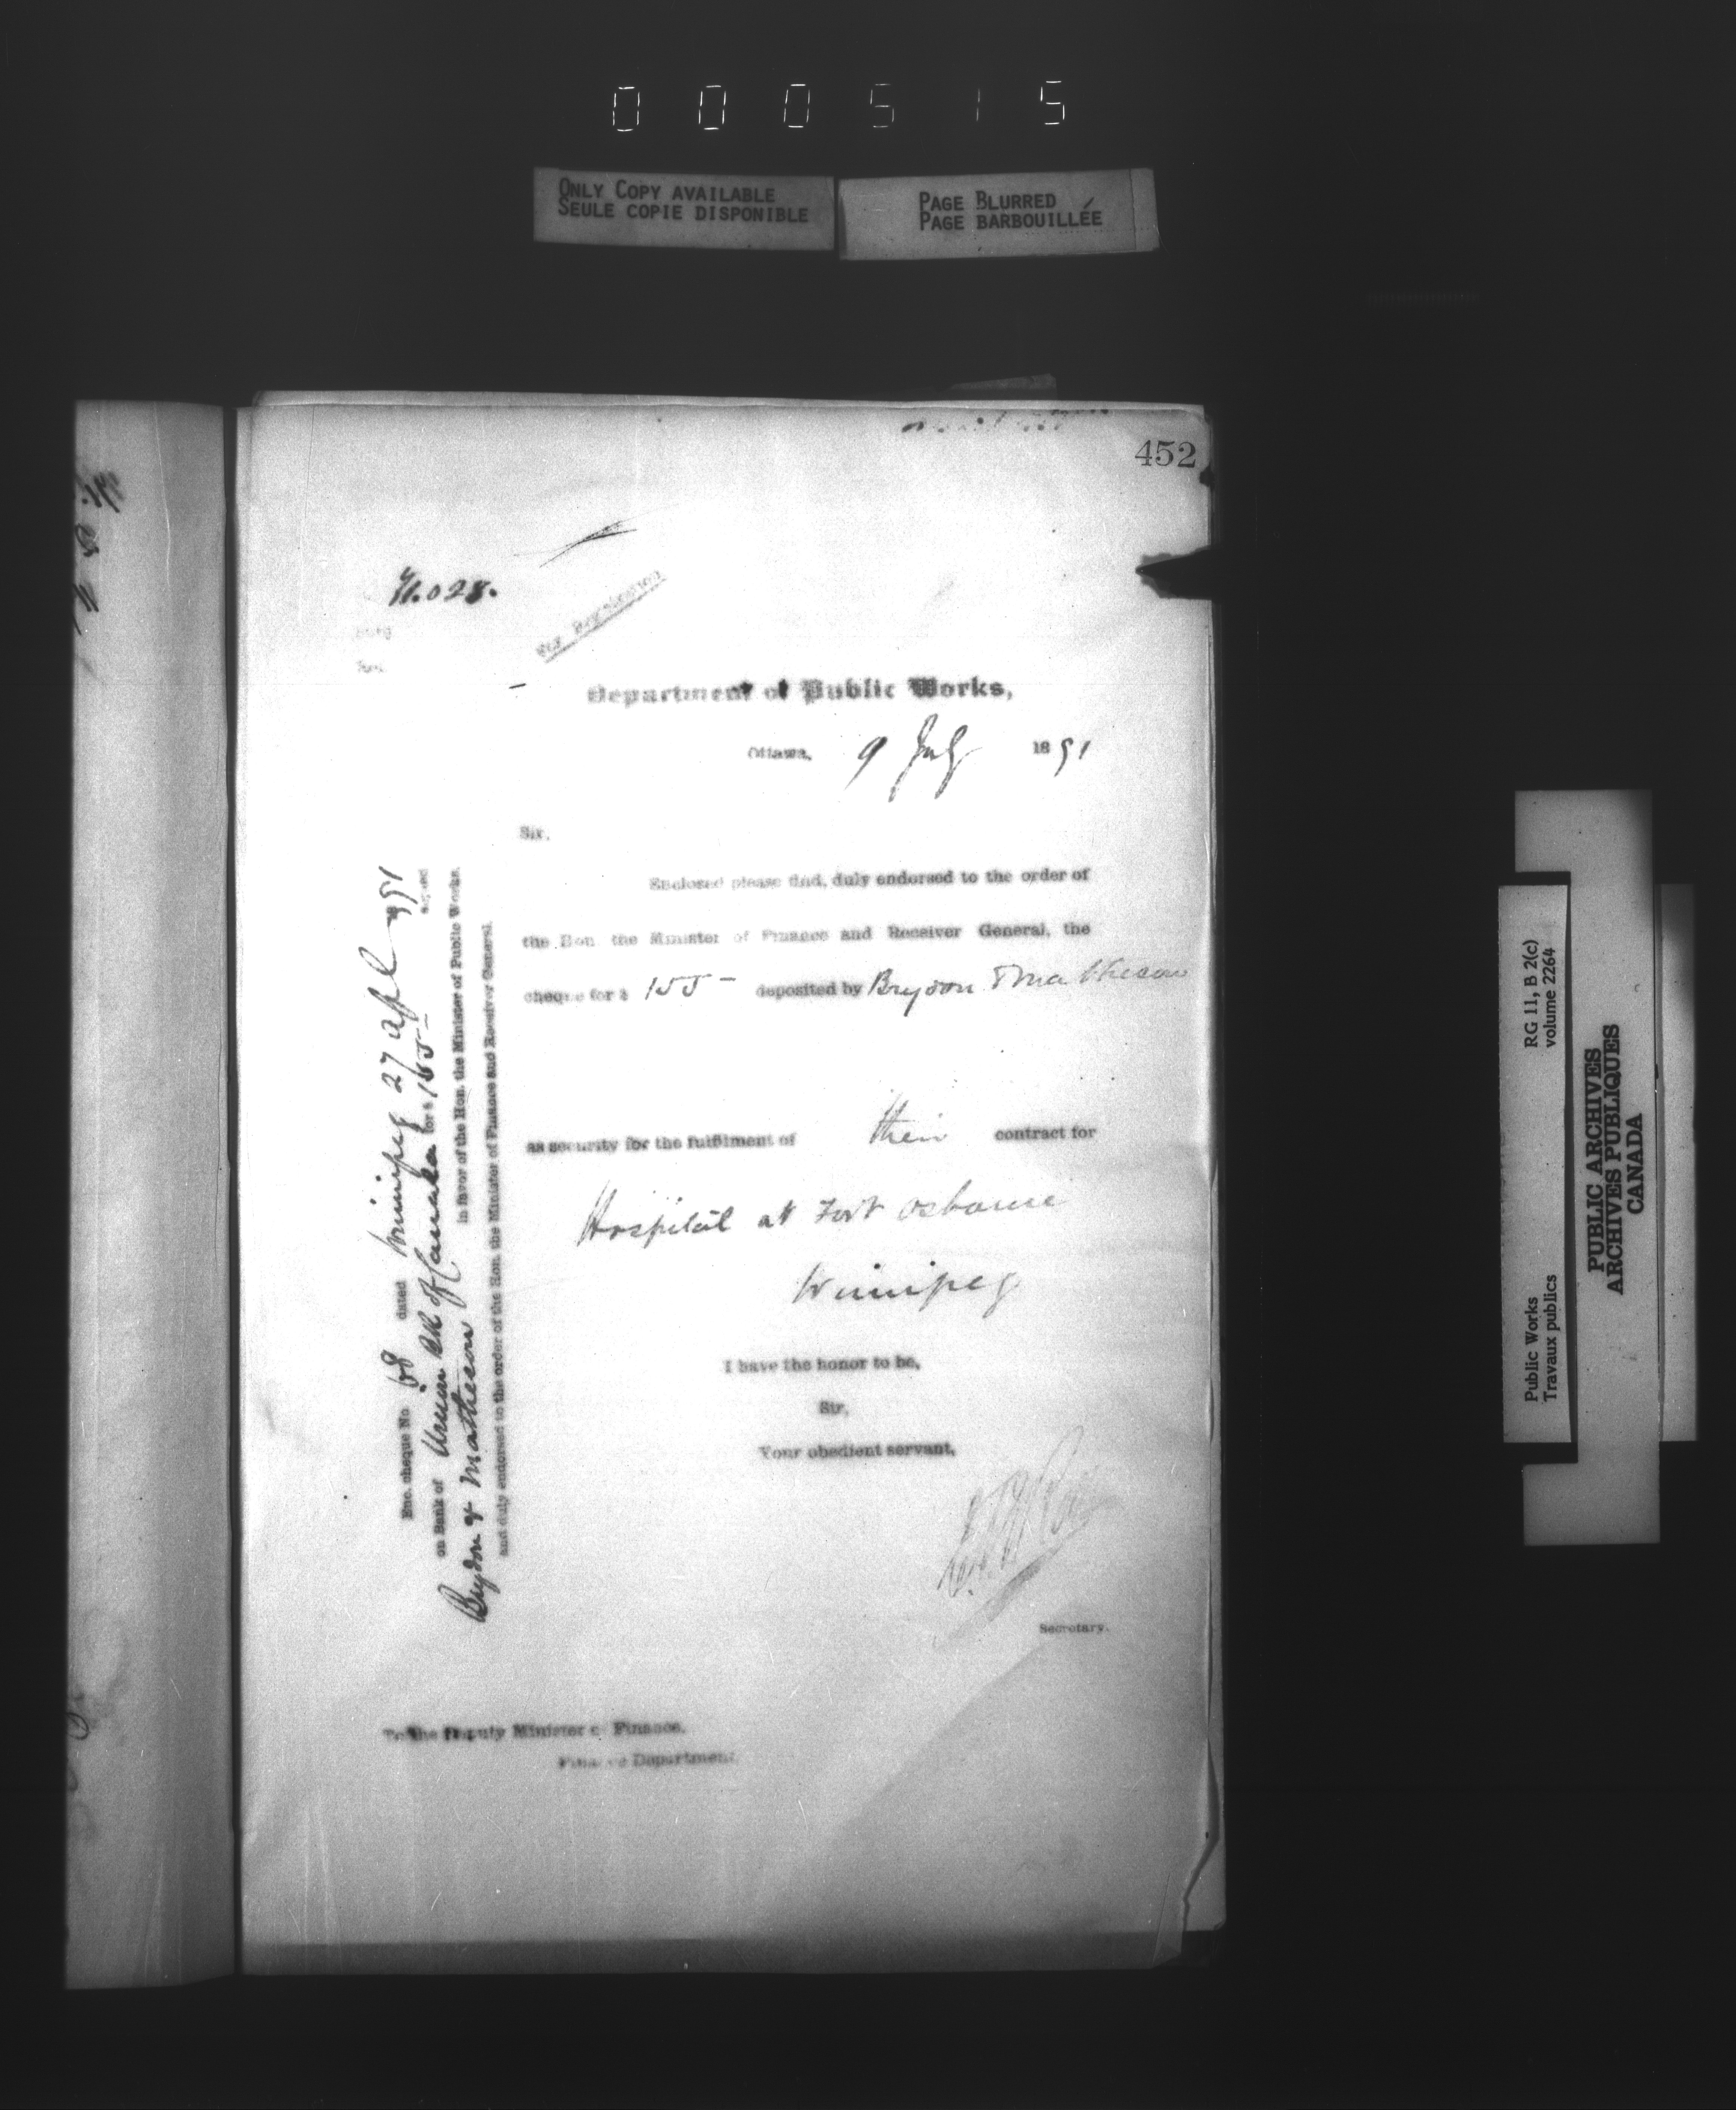 000515
ONLY COPY AVAILABLE
SEULE COPIE DISPONIBLE
PAGE BLURRED
PAGE BARBOUILLÉE
452
Department of Public Works,
Ottawa, 9 July 1891
Sir,
Enclosed please find, duly endorsed to the order of
the Hon. the Minister of Finance and Receiver General, the
cheque for $ 155 - deposited by Brydon & Matheson
as security for the fulfilment of their contract for
Hospital at Fort Osborne
Winnipeg
I have the honor to be,
Sir,
Your obedient servant,
Secretary.
To the Deputy Minister of Finance,
Finance Department.
Enc. cheque No 68 dated Winnipeg 27 apl 1891
on Bank of Union Bk of Canada for $ 155 - signed
Brydon & Matheson in favor of the Hon. the Minister of Public Works,
and duly endorsed to the order of the Hon. the Minister of Finance and Receiver General.
Public Works RG 11, B 2(c)
Travaux publics volume 2264
PUBLIC ARCHIVES
ARCHIVES PUBLIQUES
CANADA